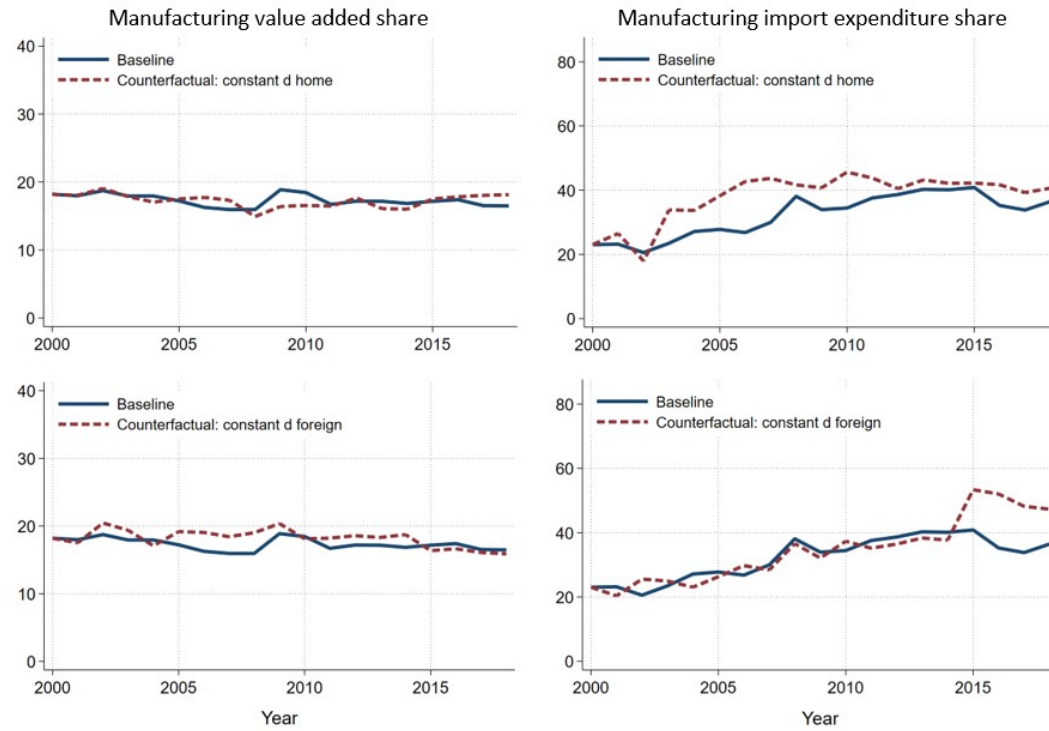 Manufacturing value added share
40
30
20
10
0
Baseline
Counterfactual: constant d home
2000 2005 2010 2015
Manufacturing import expenditure share
80
60
40
20
0
Baseline
Counterfactual: constant d home
2000 2005 2010 2015
40
30
20
10
0
Baseline
Counterfactual: constant d foreign
2000 2005 2010 2015
Year
80
60
40
20
0
Baseline
Counterfactual: constant d foreign
2000 2005 2010 2015
Year